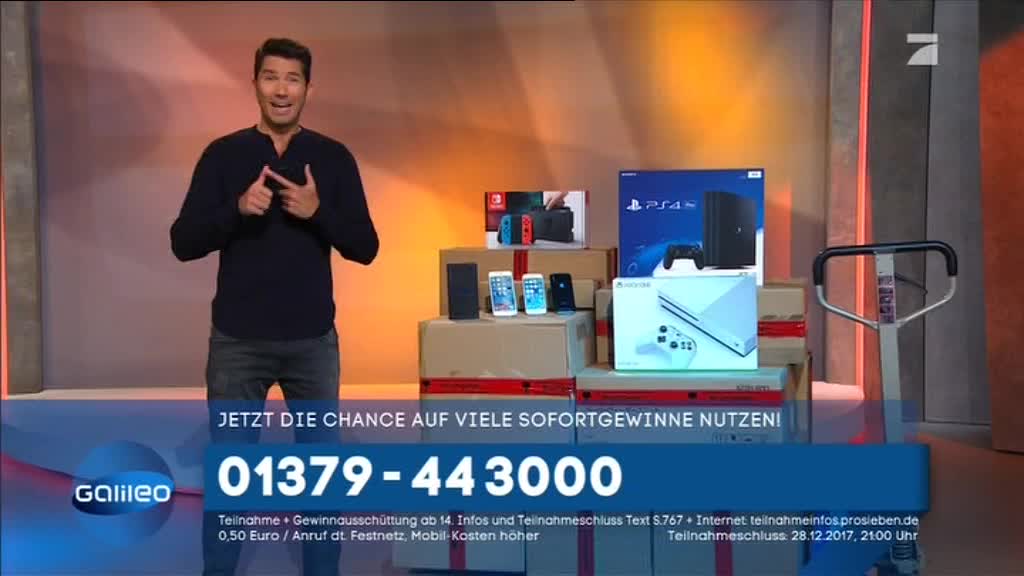 PS4 Pro
JETZT DIE CHANCE AUF VIELE SOFORTGEWINNE NUTZEN!
01379 - 44 3000
Galileo
Teilnahme + Gewinnausschüttung ab 14. Infos und Teilnahmeschluss Text S.767 + Internet: teilnahmeinfos.prosieben.de
0,50 Euro / Anruf dt. Festnetz, Mobil-Kosten höher
Teilnahmeschluss: 28.12.2017, 21:00 Uhr